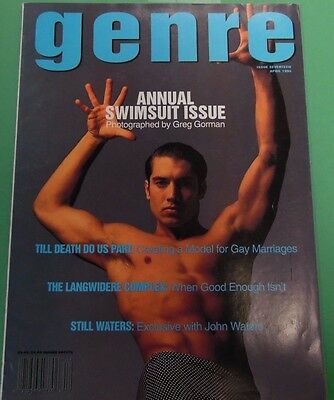 genre
ISSUE SEVENTEEN
APRIL 1994
ANNUAL
SWIMSUIT ISSUE
Photographed by Greg Gorman
TILL DEATH DO US PART: Creating a Model for Gay Marriages
THE LANGWIDERE COMPLEX: When Good Enough Isn't
STILL WATERS: Exclusive with John Waters